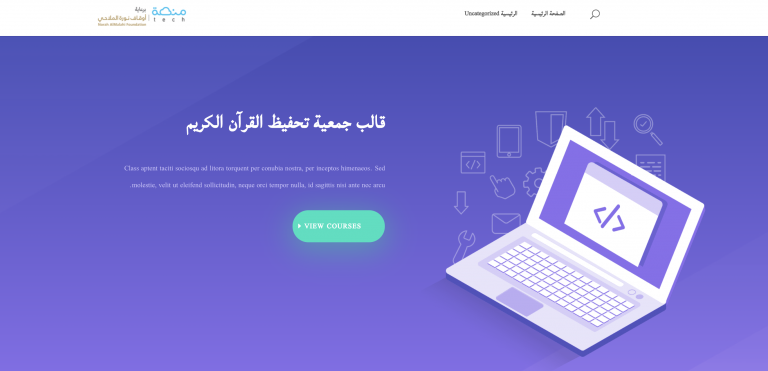 برعاية
أوقاف نورة الملاحي
Norah AlMalahi Foundation
منصة
tech
الصفحة الرئيسية
الرئيسية Uncategorized
قالب جمعية تحفيظ القرآن الكريم
Class aptent taciti sociosqu ad litora torquent per conubia nostra, per inceptos himenaeos. Sed
molestie, velit ut eleifend sollicitudin, neque orci tempor nulla, id sagittis nisi ante nec arcu.
VIEW COURSES